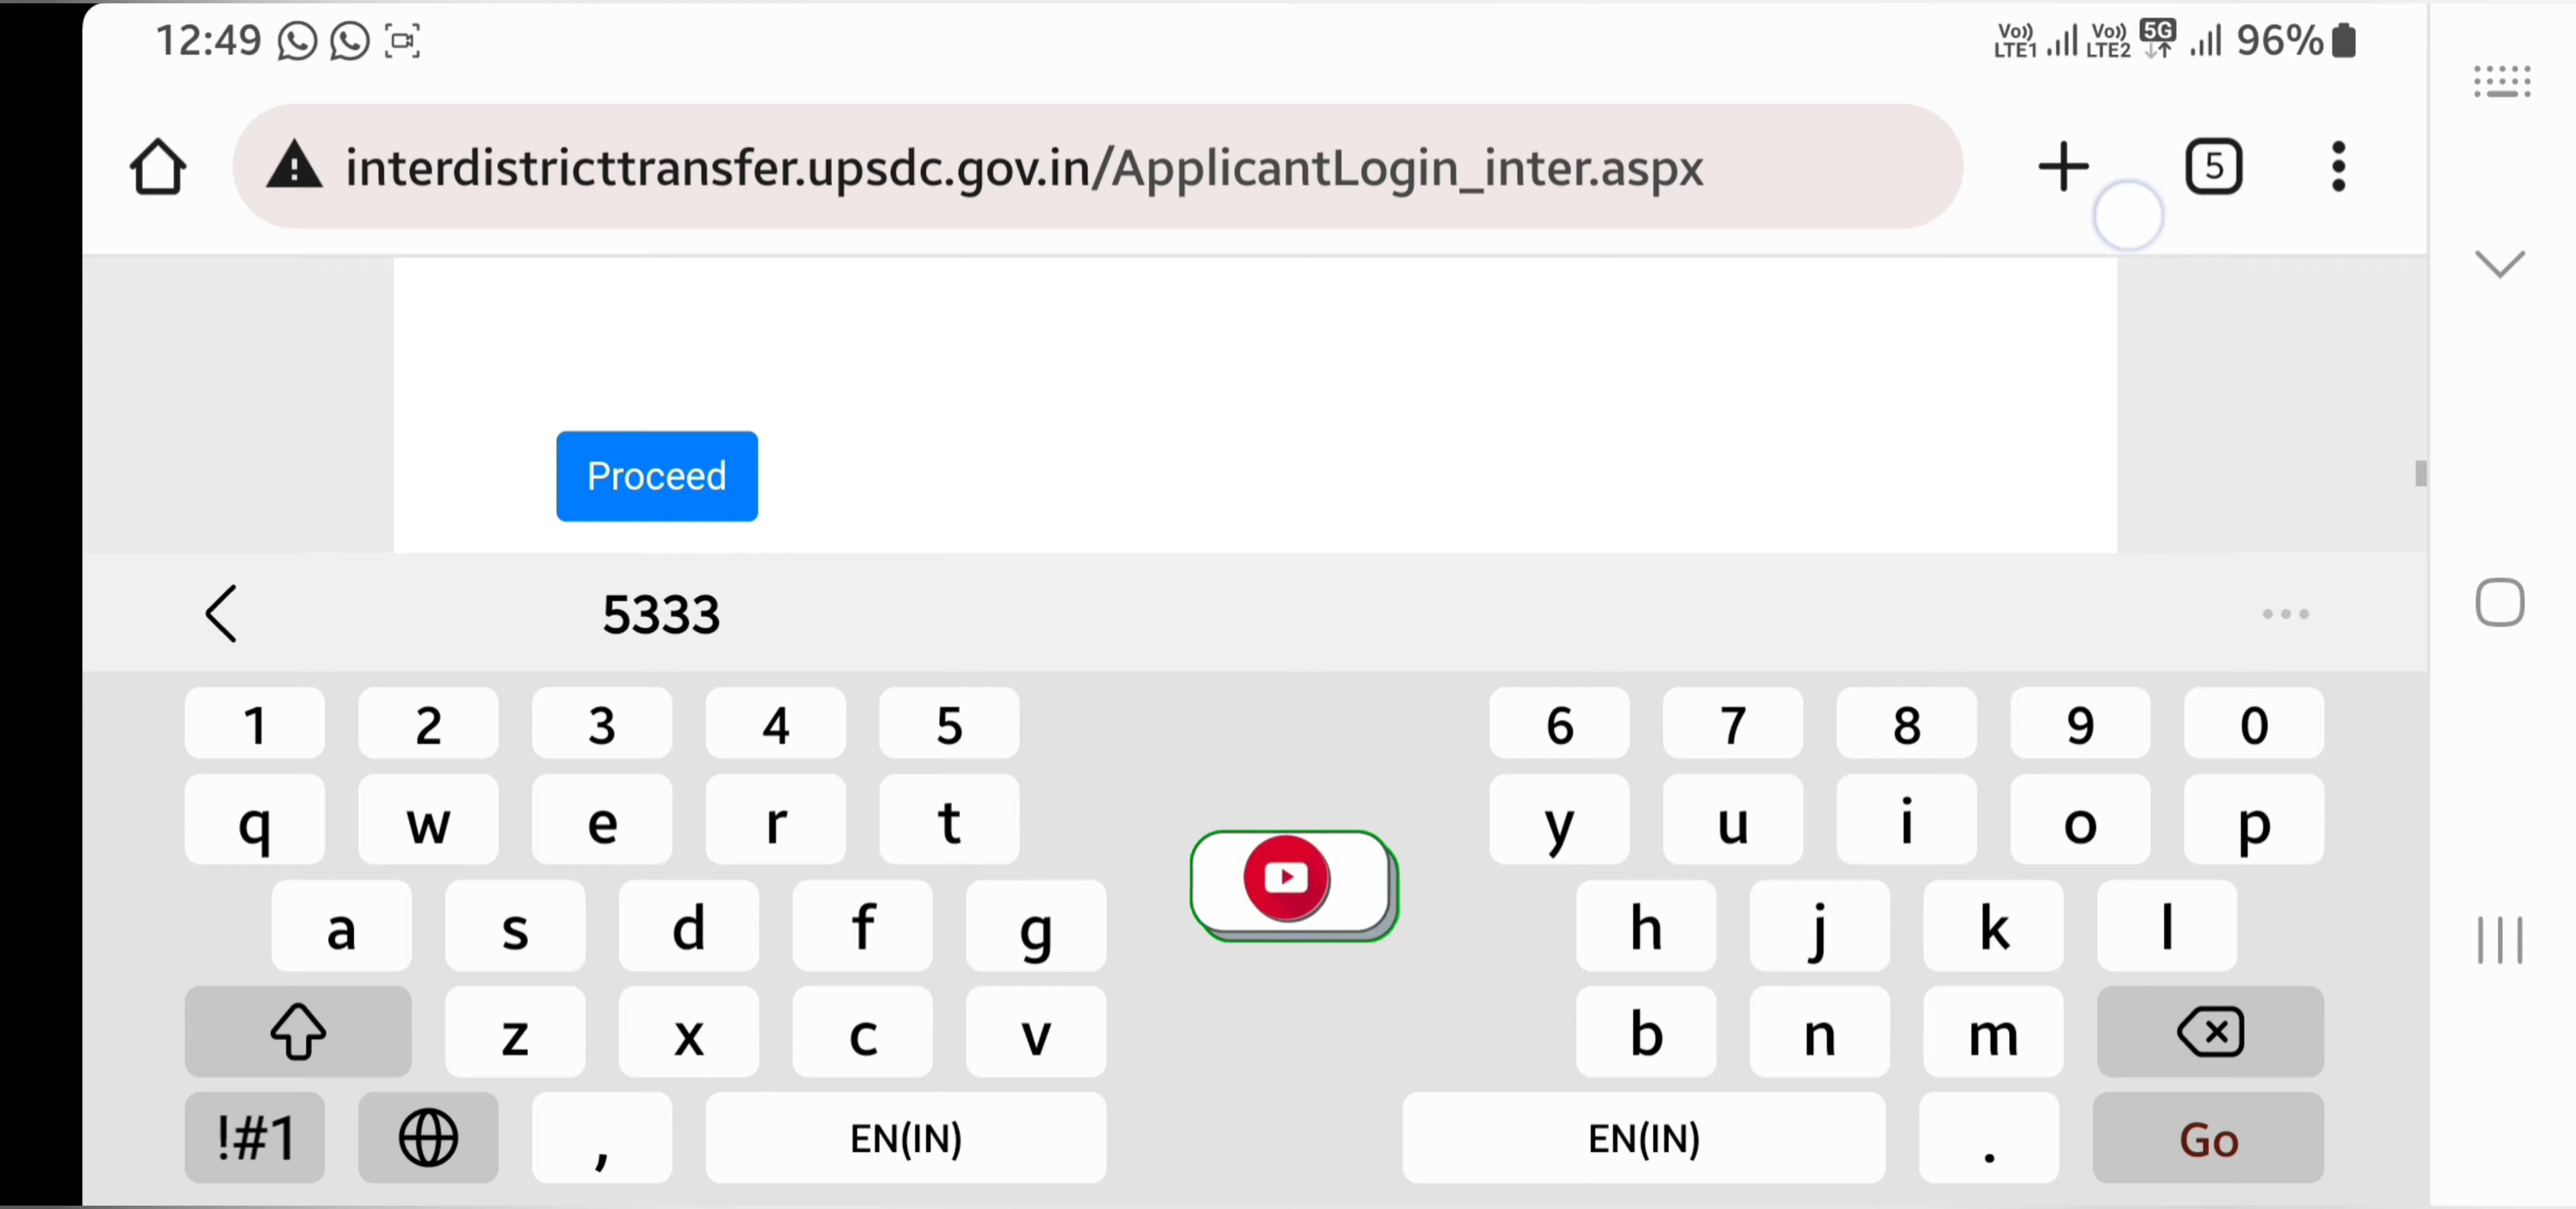 12:49 Vo)) LTE1 Vo)) LTE2 5G 96%
interdistricttransfer.upsdc.gov.in/ApplicantLogin_inter.aspx 5
Proceed
5333
1 2 3 4 5 6 7 8 9 0
q w e r t y u i o p
a s d f g h j k l
z x c v b n m
!#1 , EN(IN) EN(IN) . Go